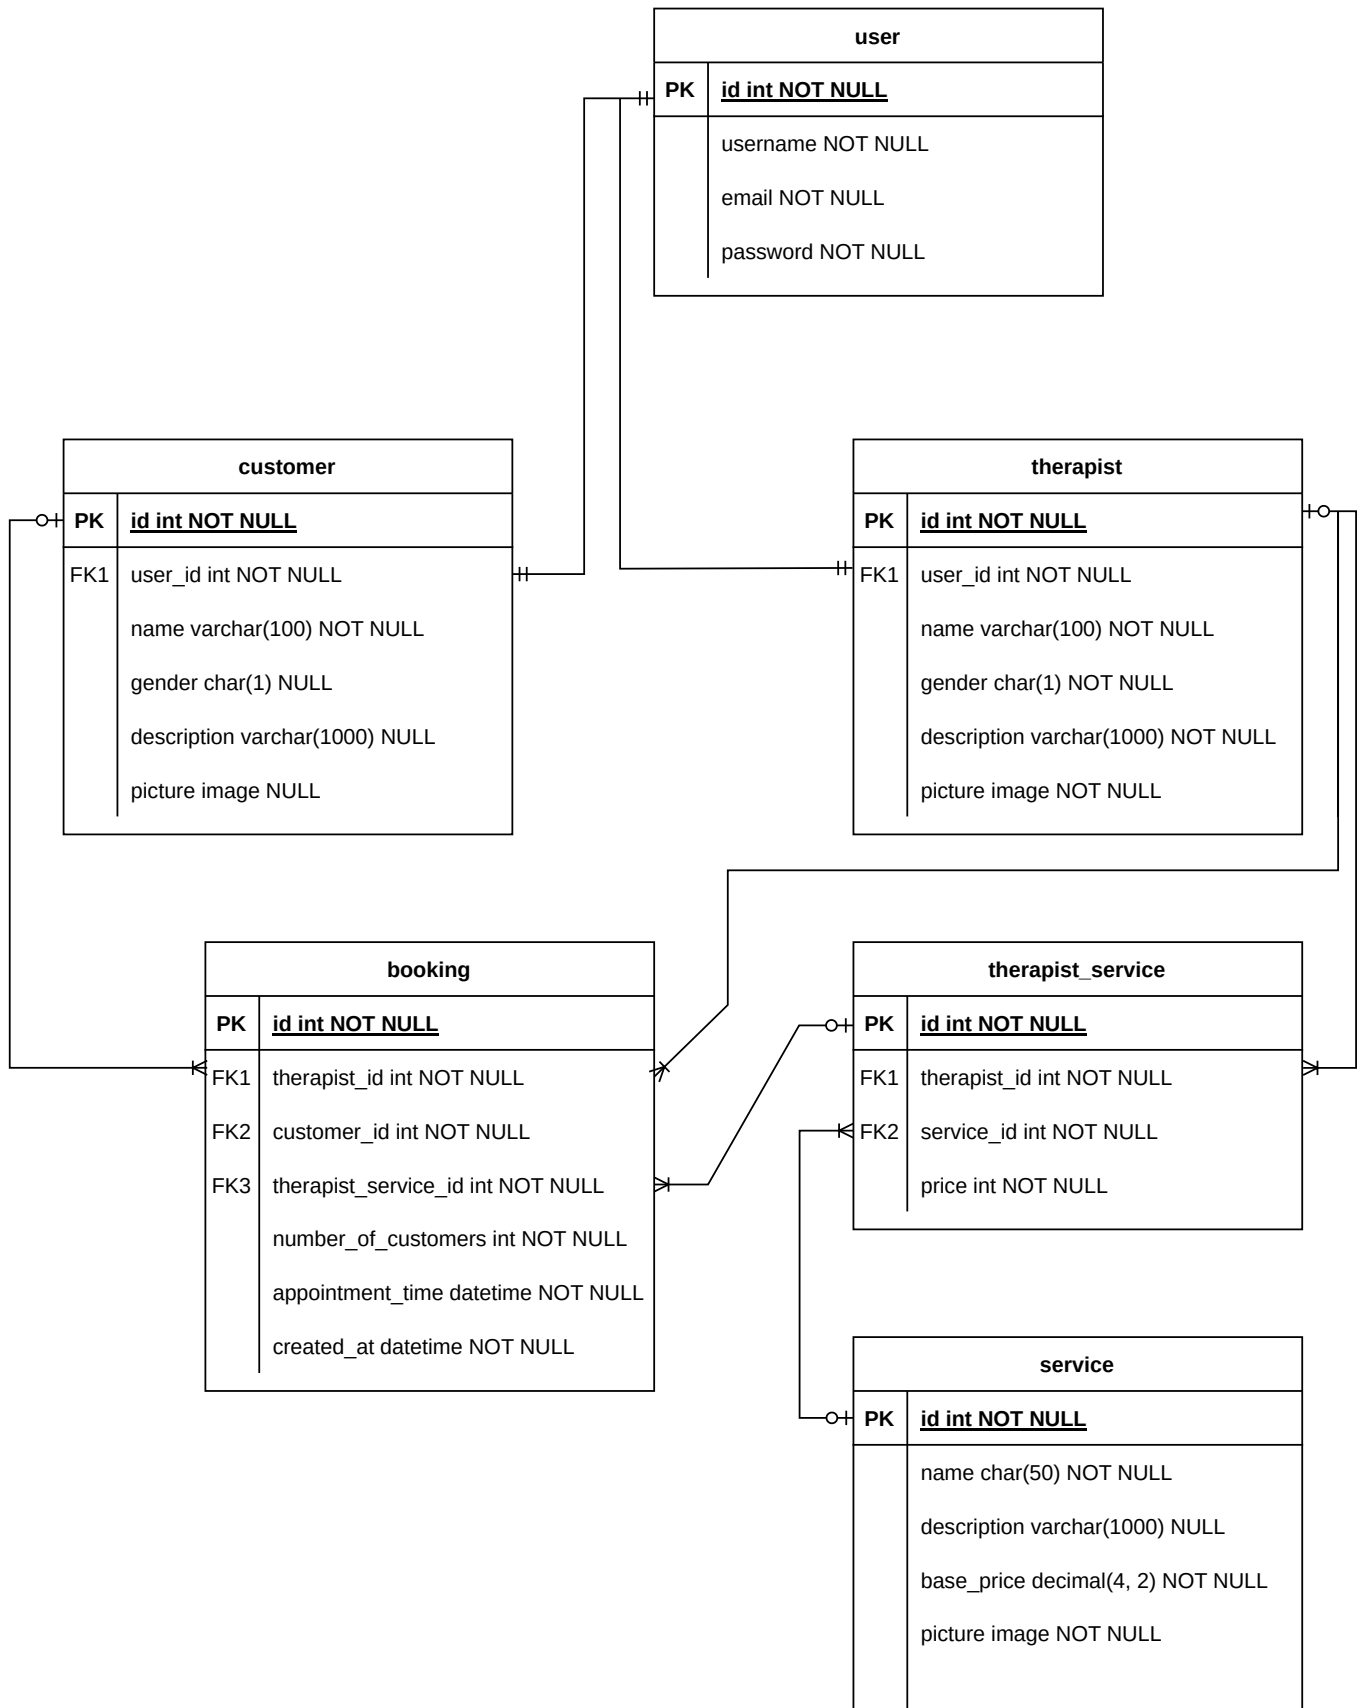 user
PK id int NOT NULL
username NOT NULL
email NOT NULL
password NOT NULL
customer
PK id int NOT NULL
FK1 user_id int NOT NULL
name varchar(100) NOT NULL
gender char(1) NULL
description varchar(1000) NULL
picture image NULL
therapist
PK id int NOT NULL
FK1 user_id int NOT NULL
name varchar(100) NOT NULL
gender char(1) NOT NULL
description varchar(1000) NOT NULL
picture image NOT NULL
booking
PK id int NOT NULL
FK1 therapist_id int NOT NULL
FK2 customer_id int NOT NULL
FK3 therapist_service_id int NOT NULL
number_of_customers int NOT NULL
appointment_time datetime NOT NULL
created_at datetime NOT NULL
therapist_service
PK id int NOT NULL
FK1 therapist_id int NOT NULL
FK2 service_id int NOT NULL
price int NOT NULL
service
PK id int NOT NULL
name char(50) NOT NULL
description varchar(1000) NULL
base_price decimal(4, 2) NOT NULL
picture image NOT NULL